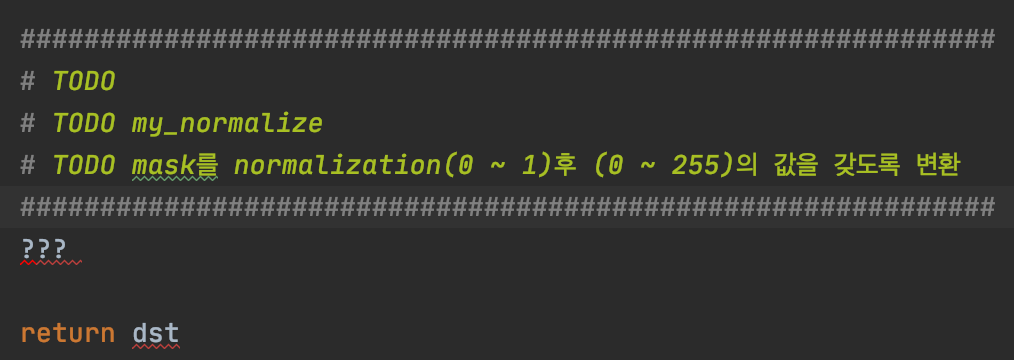 #############################################################
# TODO
# TODO my_normalize
# TODO mask를 normalization(0 ~ 1)후 (0 ~ 255)의 값을 갖도록 변환
#############################################################
???
return dst